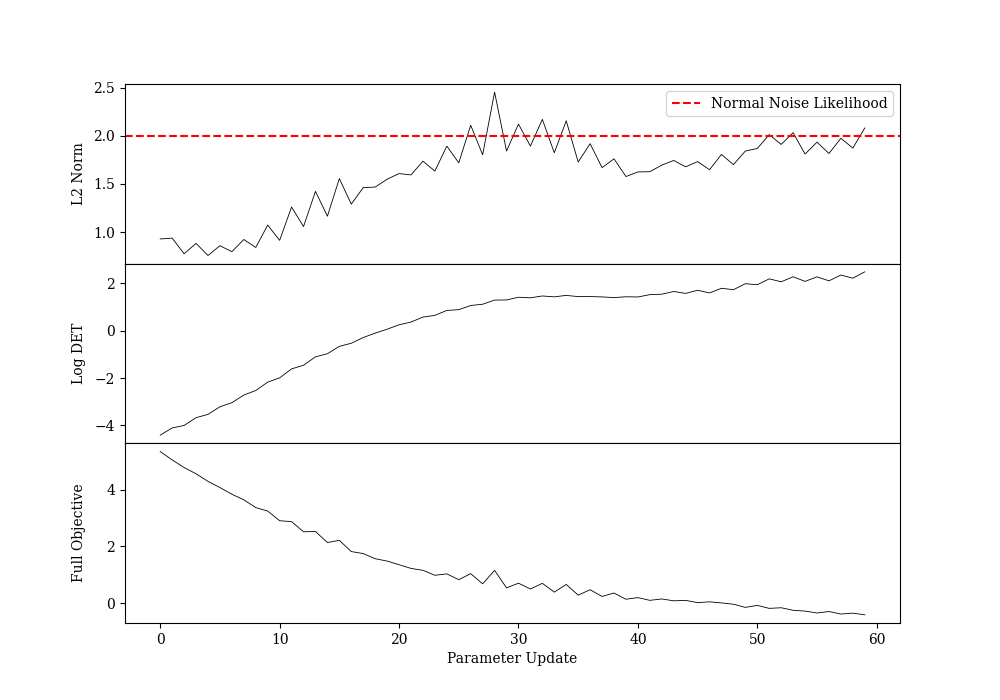 2.5
2.0
1.5
1.0
L2 Norm
Normal Noise Likelihood
2
0
−2
−4
Log DET
4
2
0
Full Objective
0 10 20 30 40 50 60
Parameter Update